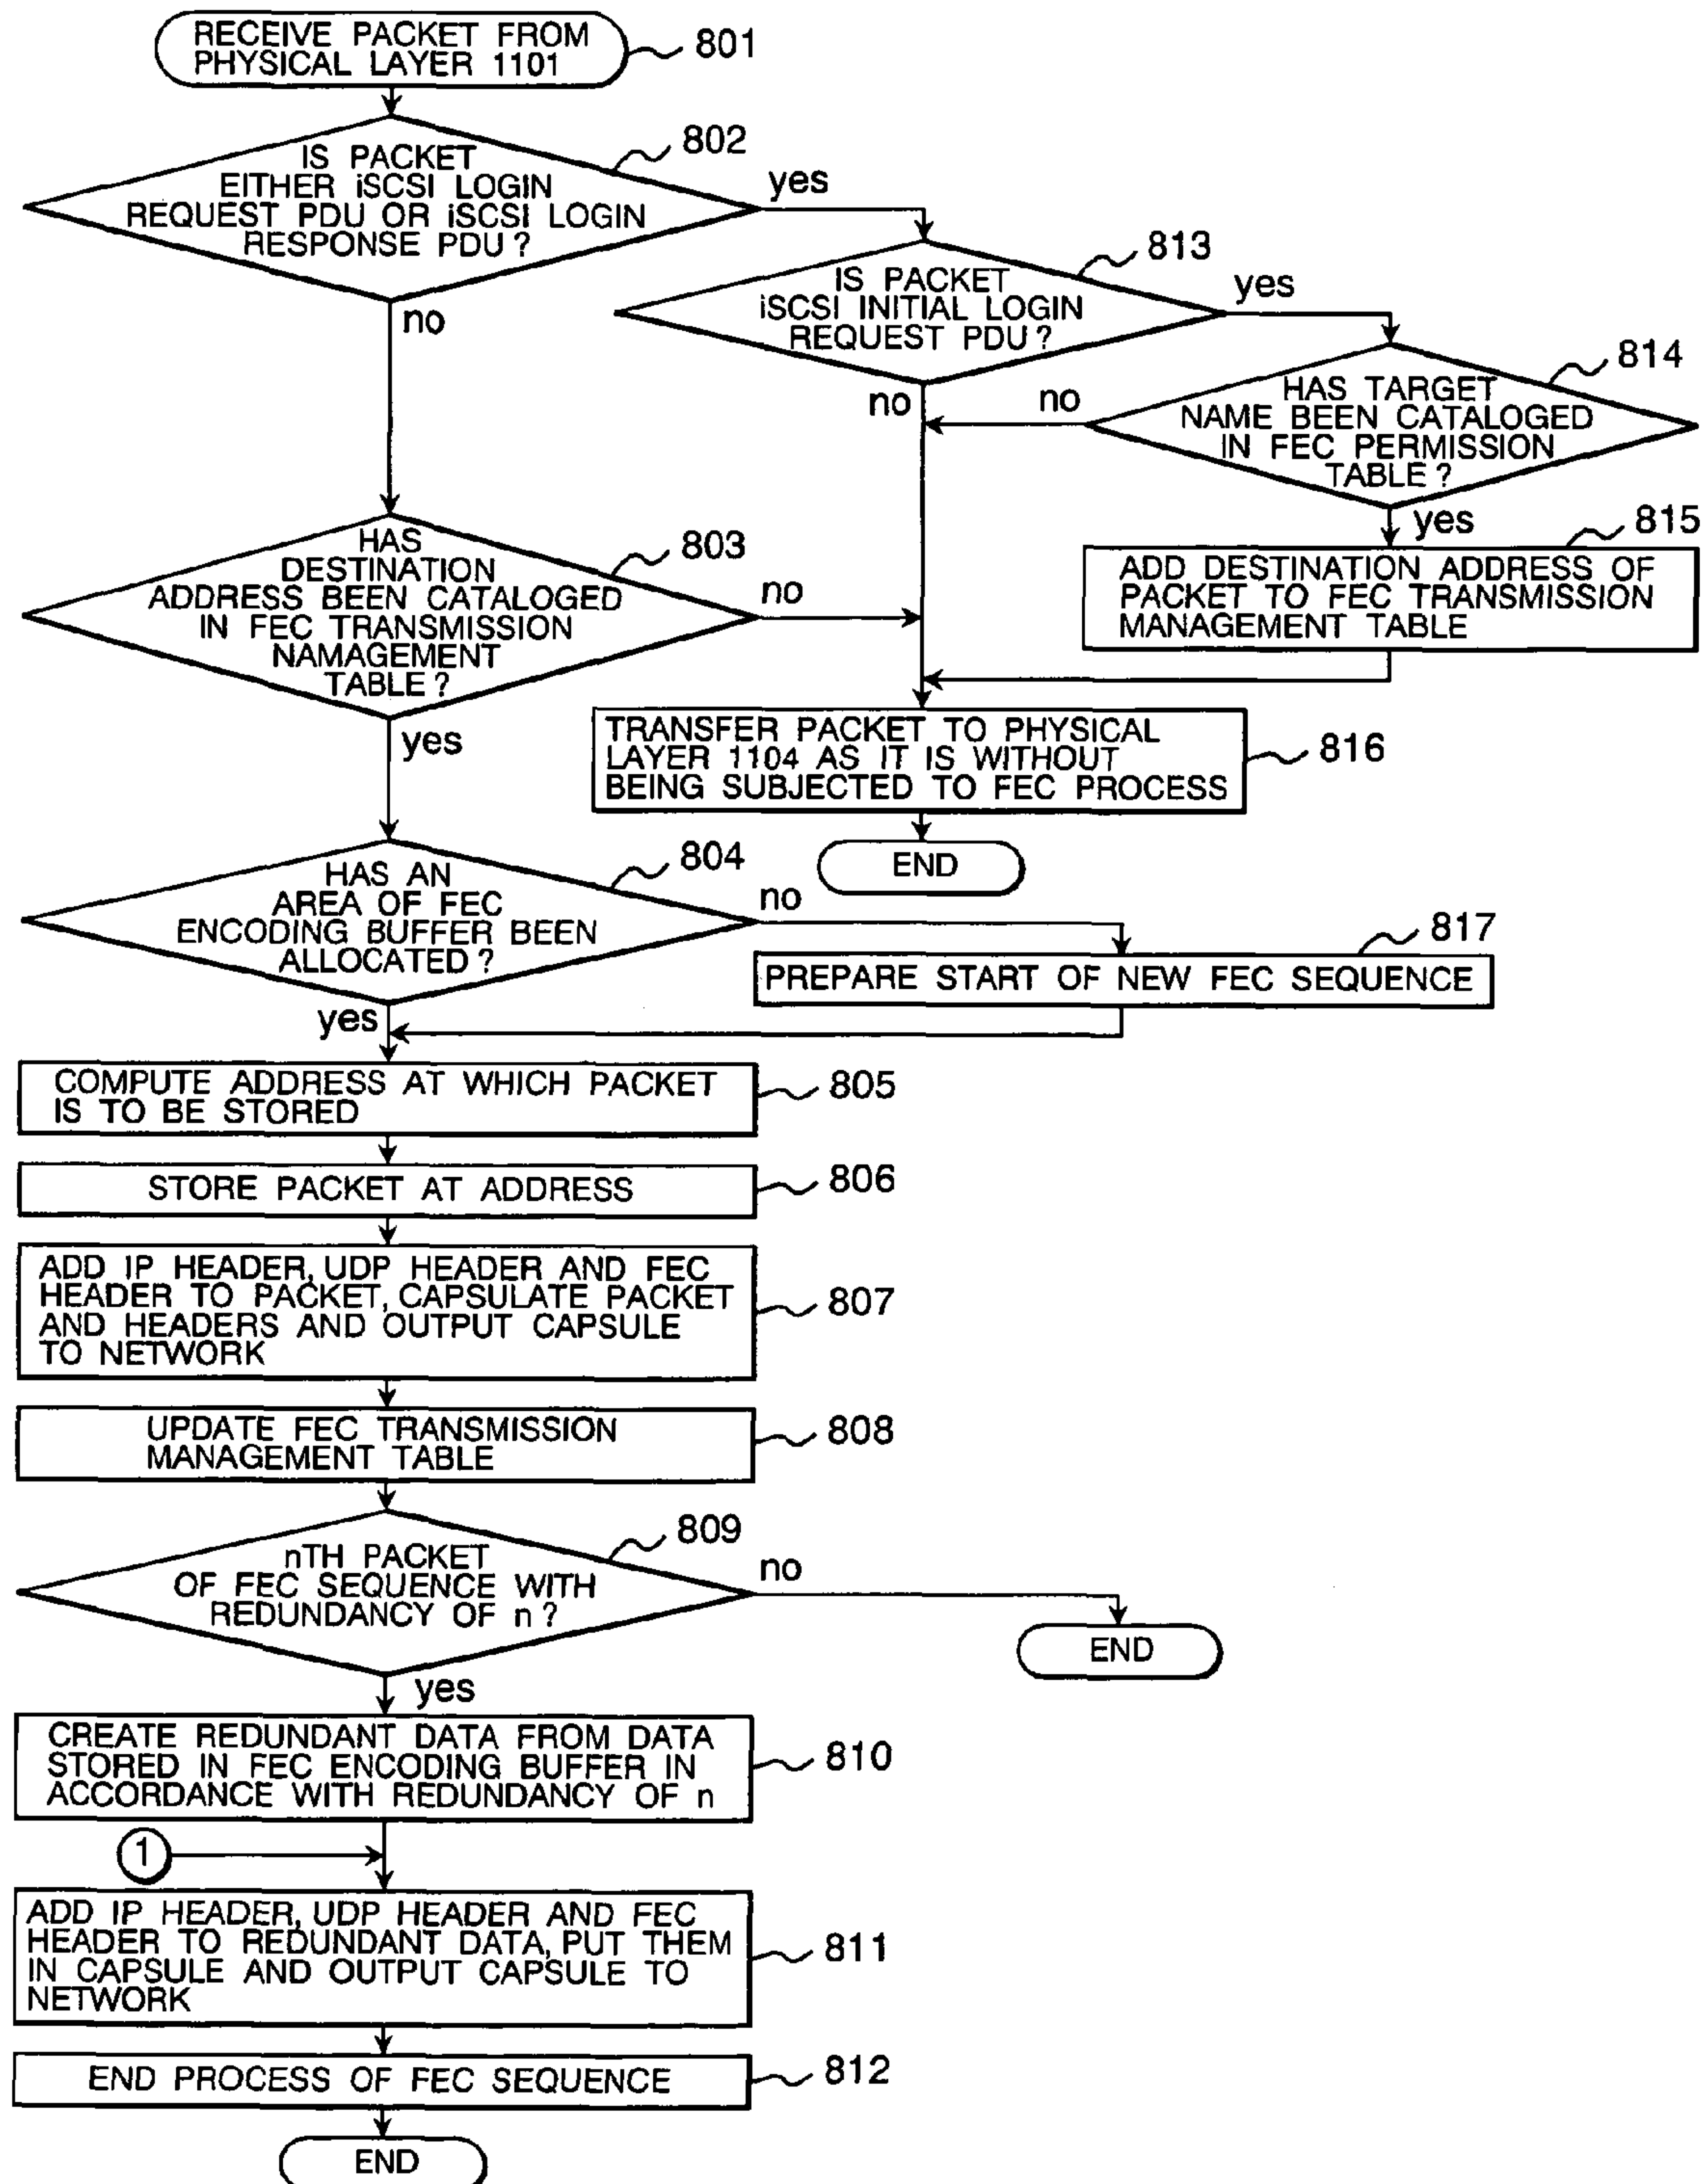 RECEIVE PACKET FROM
PHYSICAL LAYER 1101
801
IS PACKET
EITHER iSCSI LOGIN
REQUEST PDU OR iSCSI LOGIN
RESPONSE PDU?
802
yes
no
IS PACKET
iSCSI INITIAL LOGIN
REQUEST PDU?
813
yes
no
HAS TARGET
NAME BEEN CATALOGED
IN FEC PERMISSION
TABLE?
814
no
yes
ADD DESTINATION ADDRESS OF
PACKET TO FEC TRANSMISSION
MANAGEMENT TABLE
815
HAS
DESTINATION
ADDRESS BEEN CATALOGED
IN FEC TRANSMISSION
NAMAGEMENT
TABLE?
803
no
yes
TRANSFER PACKET TO PHYSICAL
LAYER 1104 AS IT IS WITHOUT
BEING SUBJECTED TO FEC PROCESS
816
END
HAS AN
AREA OF FEC
ENCODING BUFFER BEEN
ALLOCATED?
804
no
yes
PREPARE START OF NEW FEC SEQUENCE
817
COMPUTE ADDRESS AT WHICH PACKET
IS TO BE STORED
805
STORE PACKET AT ADDRESS
806
ADD IP HEADER, UDP HEADER AND FEC
HEADER TO PACKET, CAPSULATE PACKET
AND HEADERS AND OUTPUT CAPSULE
TO NETWORK
807
UPDATE FEC TRANSMISSION
MANAGEMENT TABLE
808
nTH PACKET
OF FEC SEQUENCE WITH
REDUNDANCY OF n?
809
no
END
yes
CREATE REDUNDANT DATA FROM DATA
STORED IN FEC ENCODING BUFFER IN
ACCORDANCE WITH REDUNDANCY OF n
810
1
ADD IP HEADER, UDP HEADER AND FEC
HEADER TO REDUNDANT DATA, PUT THEM
IN CAPSULE AND OUTPUT CAPSULE TO
NETWORK
811
END PROCESS OF FEC SEQUENCE
812
END